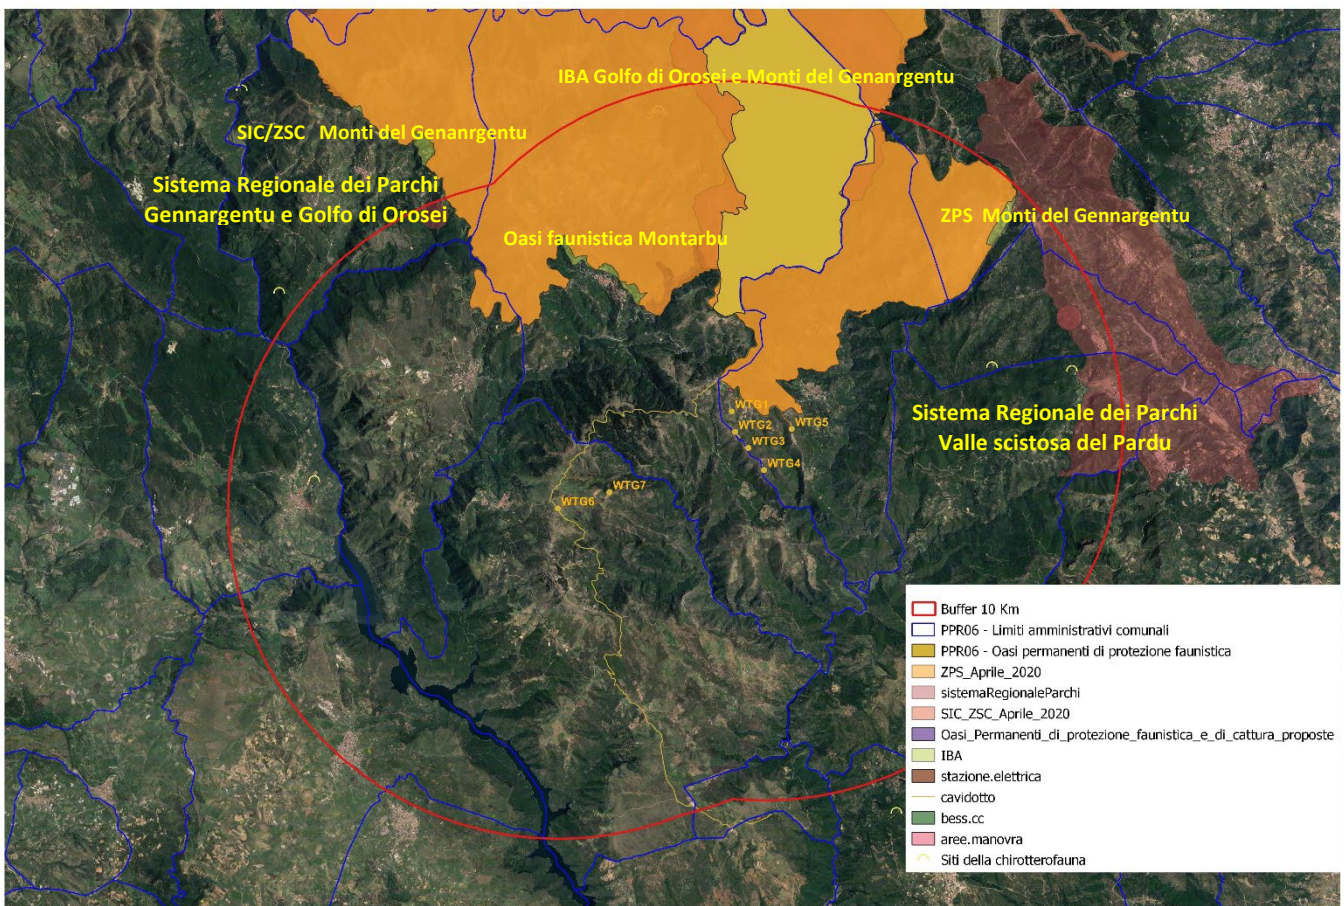 IBA Golfo di Orosei e Monti del Genanrgentu
SIC/ZSC Monti del Genanrgentu
Sistema Regionale dei Parchi
Gennargentu e Golfo di Orosei
Oasi faunistica Montarbu
ZPS Monti del Gennargentu
Sistema Regionale dei Parchi
Valle scistosa del Pardu
WTG1
WTG2
WTG3
WTG4
WTG5
WTG7
WTG6
Buffer 10 Km
PPR06 - Limiti amministrativi comunali
PPR06 - Oasi permanenti di protezione faunistica
ZPS_Aprile_2020
sistemaRegionaleParchi
SIC_ZSC_Aprile_2020
Oasi_Permanenti_di_protezione_faunistica_e_di_cattura_proposte
IBA
stazione.elettrica
cavidotto
bess.cc
aree.manovra
Siti della chirotterofauna